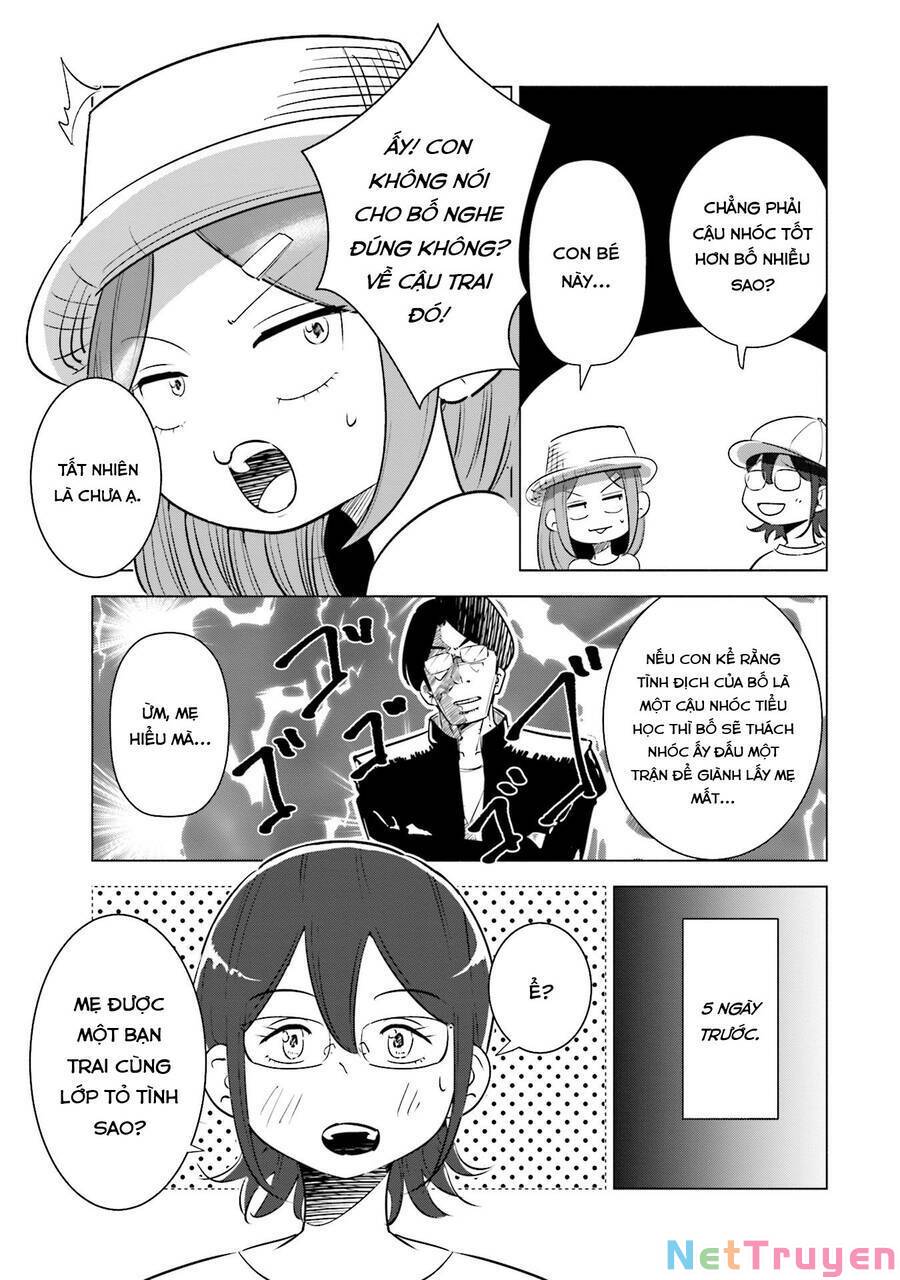 CHẲNG PHẢI
CẬU NHÓC TỐT
HƠN BỐ NHIỀU
SAO?
CON BÉ
NÀY...
ẤY! CON
KHÔNG NÓI
CHO BỐ NGHE
ĐÚNG KHÔNG?
VỀ CẬU TRAI
ĐÓ!
TẤT NHIÊN
LÀ CHƯA Ạ.
NẾU CON KỂ RẰNG
TÌNH ĐỊCH CỦA BỐ LÀ
MỘT CẬU NHÓC TIỂU
HỌC THÌ BỐ SẼ THÁCH
NHÓC ẤY ĐẤU MỘT
TRẬN ĐỂ GIÀNH LẤY MẸ
MẤT...
ゴゴゴ
ゴゴゴ
ỪM, MẸ
HIỂU MÀ...
5 NGÀY
TRƯỚC.
Ể?
MẸ ĐƯỢC
MỘT BẠN
TRAI CÙNG
LỚP TỎ TÌNH
SAO?
NetTruyen